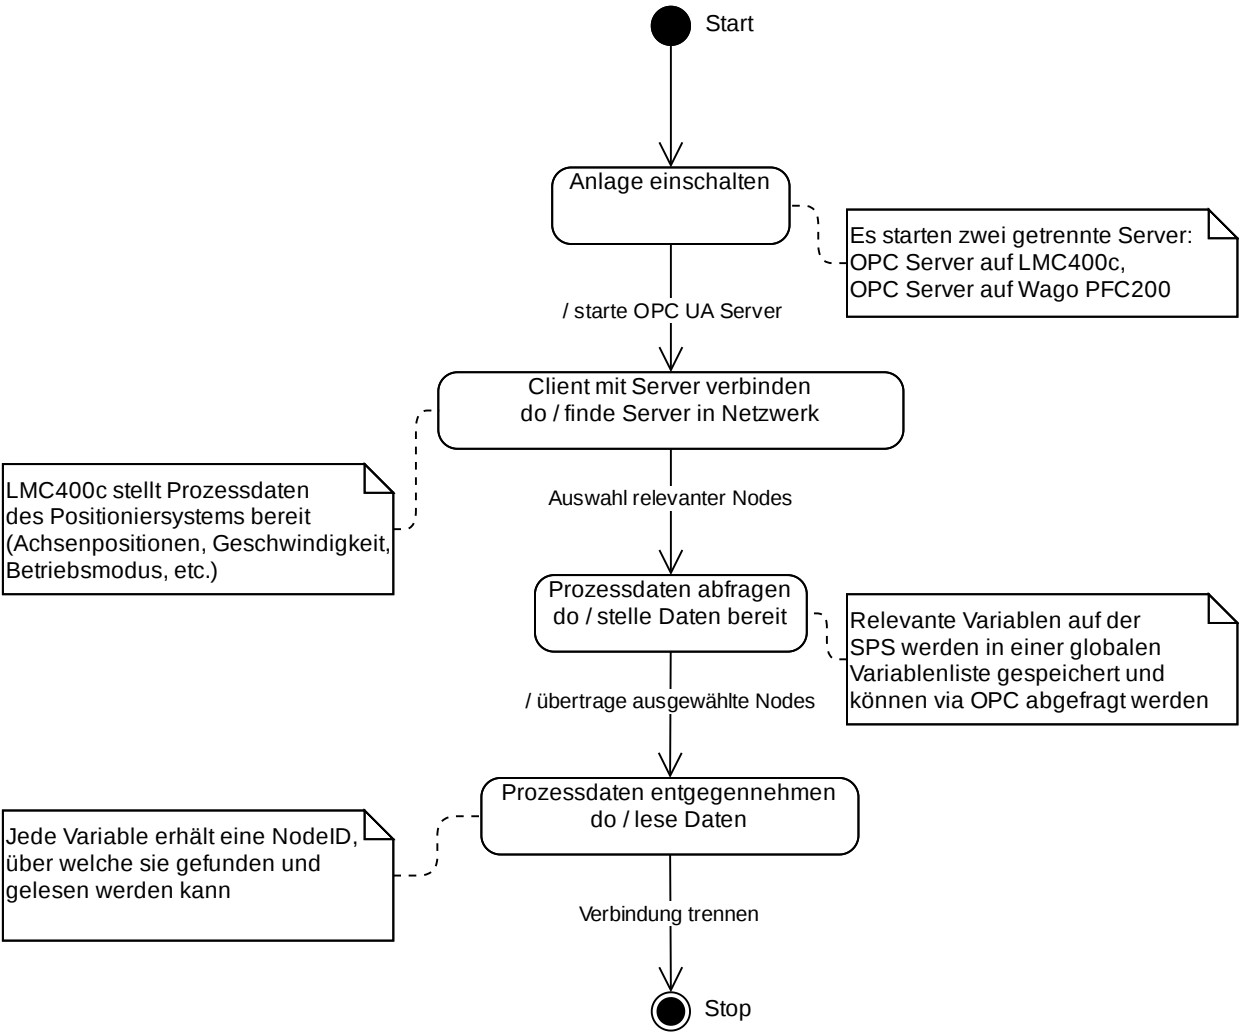 Start
Anlage einschalten
Es starten zwei getrennte Server:
OPC Server auf LMC400c,
OPC Server auf Wago PFC200
/ starte OPC UA Server
Client mit Server verbinden
do / finde Server in Netzwerk
LMC400c stellt Prozessdaten
des Positioniersystems bereit
(Achsenpositionen, Geschwindigkeit,
Betriebsmodus, etc.)
Auswahl relevanter Nodes
Prozessdaten abfragen
do / stelle Daten bereit
Relevante Variablen auf der
SPS werden in einer globalen
Variablenliste gespeichert und
können via OPC abgefragt werden
/ übertrage ausgewählte Nodes
Prozessdaten entgegennehmen
do / lese Daten
Jede Variable erhält eine NodeID,
über welche sie gefunden und
gelesen werden kann
Verbindung trennen
Stop